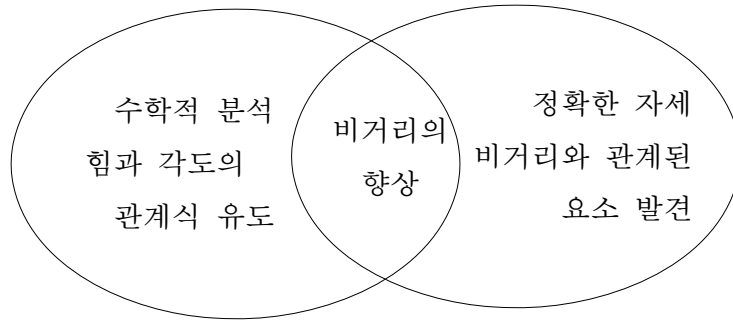 수학적 분석
힘과 각도의
관계식 유도
비거리의
향상
정확한 자세
비거리와 관계된
요소 발견